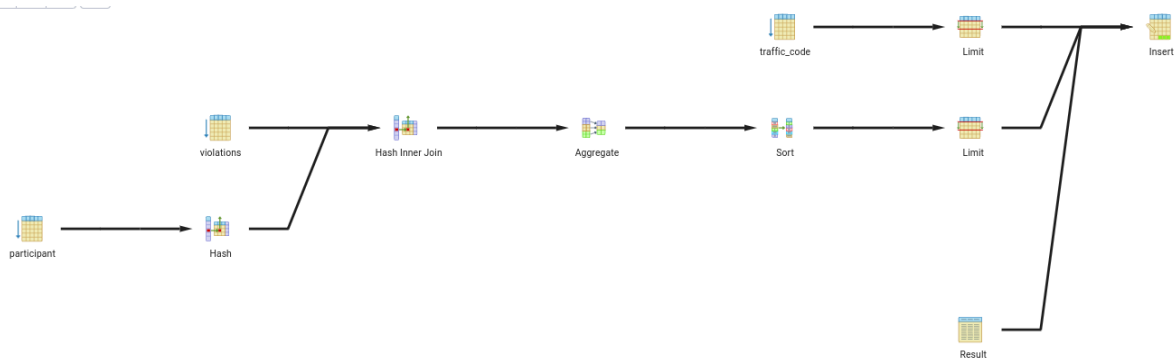 traffic_code
Limit
Insert
violations
Hash Inner Join
Aggregate
Sort
Limit
participant
Hash
Result